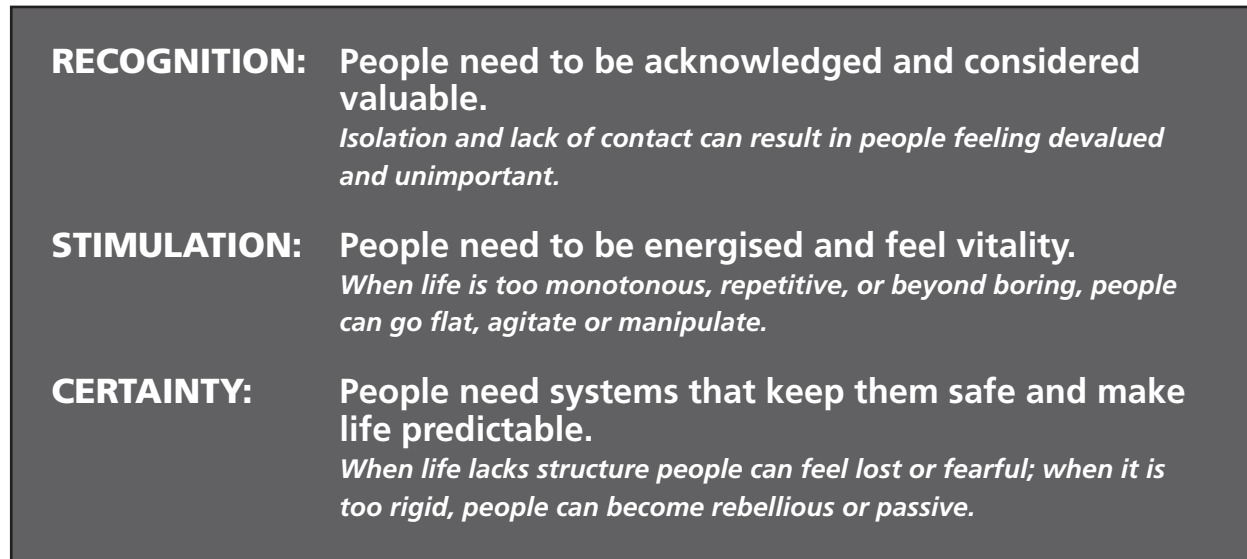 RECOGNITION: People need to be acknowledged and considered
valuable.
Isolation and lack of contact can result in people feeling devalued
and unimportant.
STIMULATION: People need to be energised and feel vitality.
When life is too monotonous, repetitive, or beyond boring, people
can go flat, agitate or manipulate.
CERTAINTY: People need systems that keep them safe and make
life predictable.
When life lacks structure people can feel lost or fearful; when it is
too rigid, people can become rebellious or passive.